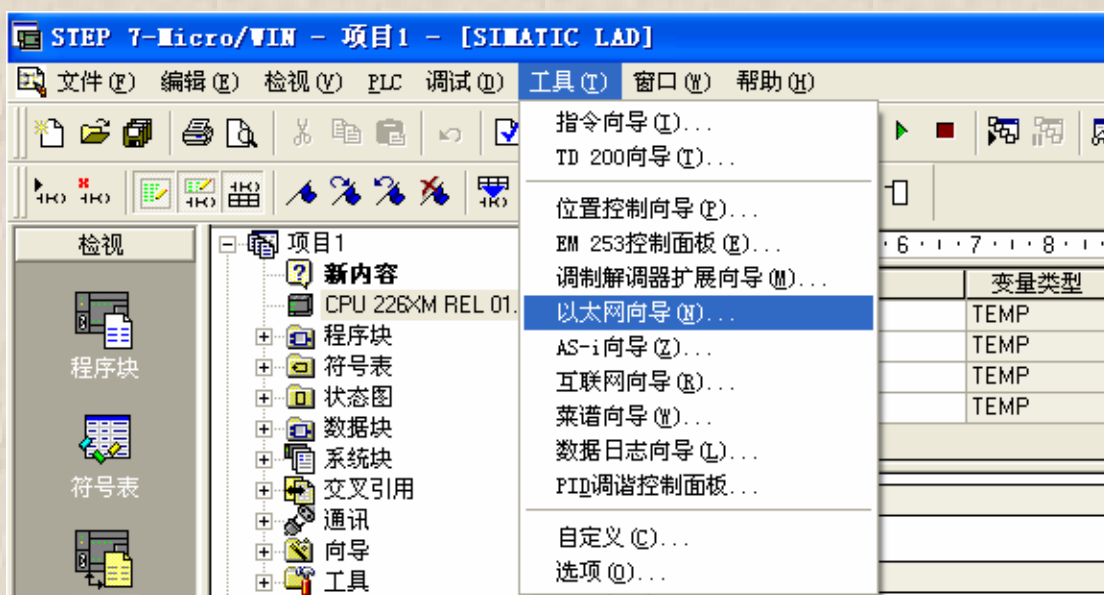 STEP 7-Micro/WIN - 项目1 - [SIMATIC LAD]
文件(F) 编辑(E) 检视(V) PLC 调试(D) 工具(T) 窗口(W) 帮助(H)
指令向导(I)...
TD 200向导(T)...
位置控制向导(P)...
EM 253控制面板(E)...
调制解调器扩展向导(M)...
以太网向导(N)...
AS-i向导(Z)...
互联网向导(R)...
菜谱向导(W)...
数据日志向导(L)...
PID调谐控制面板...
自定义(C)...
选项(O)...
检视
程序块
符号表
项目1
新内容
CPU 226XM REL 01.
程序块
符号表
状态图
数据块
系统块
交叉引用
通讯
向导
工具
·6·ı·7·ı·8·ı·
变量类型
TEMP
TEMP
TEMP
TEMP